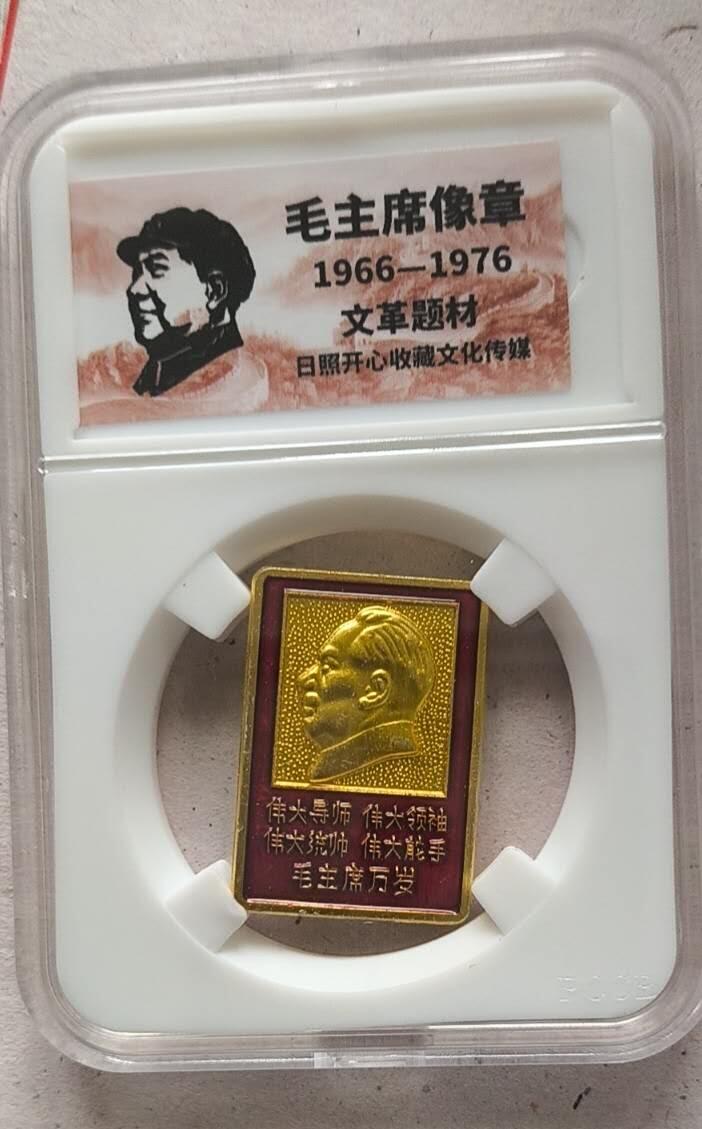 毛主席像章
1966—1976
文革题材
日照开心收藏文化传媒
伟大导师 伟大领袖
伟大统帅 伟大舵手
毛主席万岁
PCCB